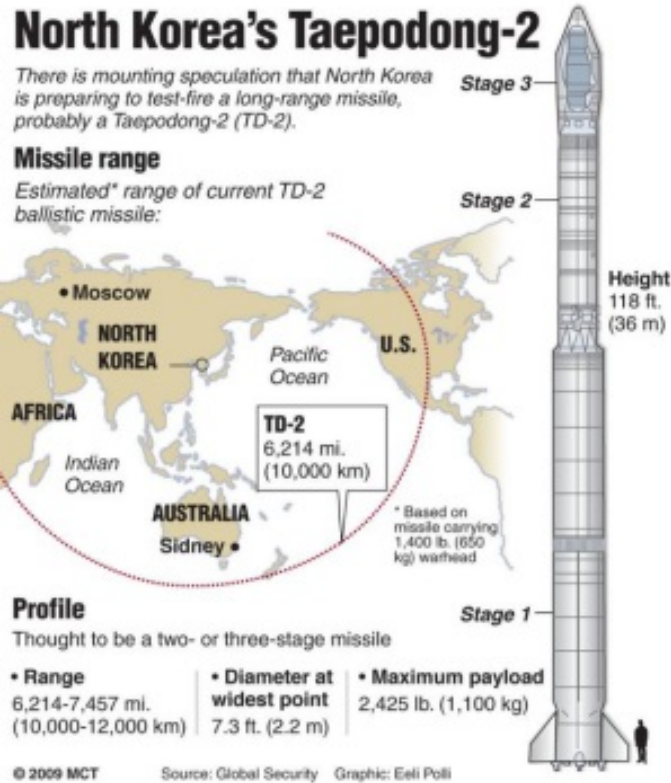 North Korea's Taepodong-2
There is mounting speculation that North Korea
is preparing to test-fire a long-range missile,
probably a Taepodong-2 (TD-2).
Missile range
Estimated* range of current TD-2
ballistic missile:
Stage 3
Stage 2
Height
118 ft.
(36 m)
Moscow
NORTH
KOREA
Pacific
Ocean
U.S.
AFRICA
Indian
Ocean
TD-2
6,214 mi.
(10,000 km)
AUSTRALIA
Sidney
* Based on
missile carrying
1,400 lb. (650
kg) warhead
Stage 1
Profile
Thought to be a two- or three-stage missile
• Range
6,214-7,457 mi.
(10,000-12,000 km)
• Diameter at
widest point
7.3 ft. (2.2 m)
• Maximum payload
2,425 lb. (1,100 kg)
© 2009 MCT
Source: Global Security Graphic: Eeli Polli